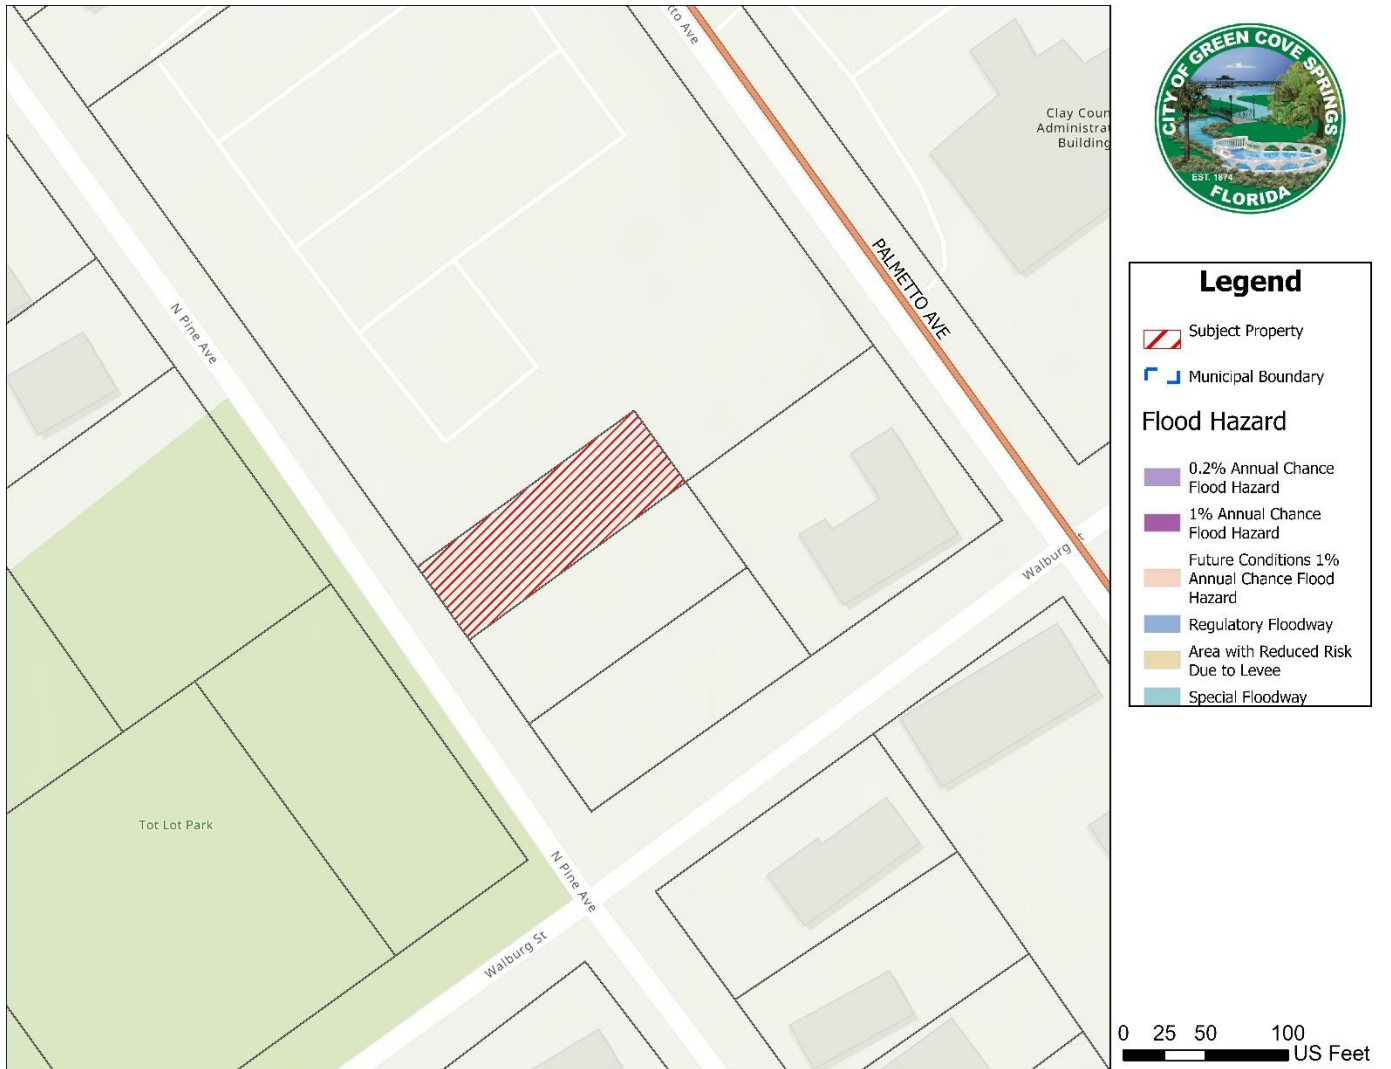 tto Ave
Clay Coun
Administrat
Building
PALMETTO AVE
N Pine Ave
Walburg St
Tot Lot Park
N Pine Ave
Walburg St
CITY OF GREEN COVE SPRINGS
EST. 1874
FLORIDA
Legend
Subject Property
Municipal Boundary
Flood Hazard
0.2% Annual Chance
Flood Hazard
1% Annual Chance
Flood Hazard
Future Conditions 1%
Annual Chance Flood
Hazard
Regulatory Floodway
Area with Reduced Risk
Due to Levee
Special Floodway
0 25 50 100
US Feet